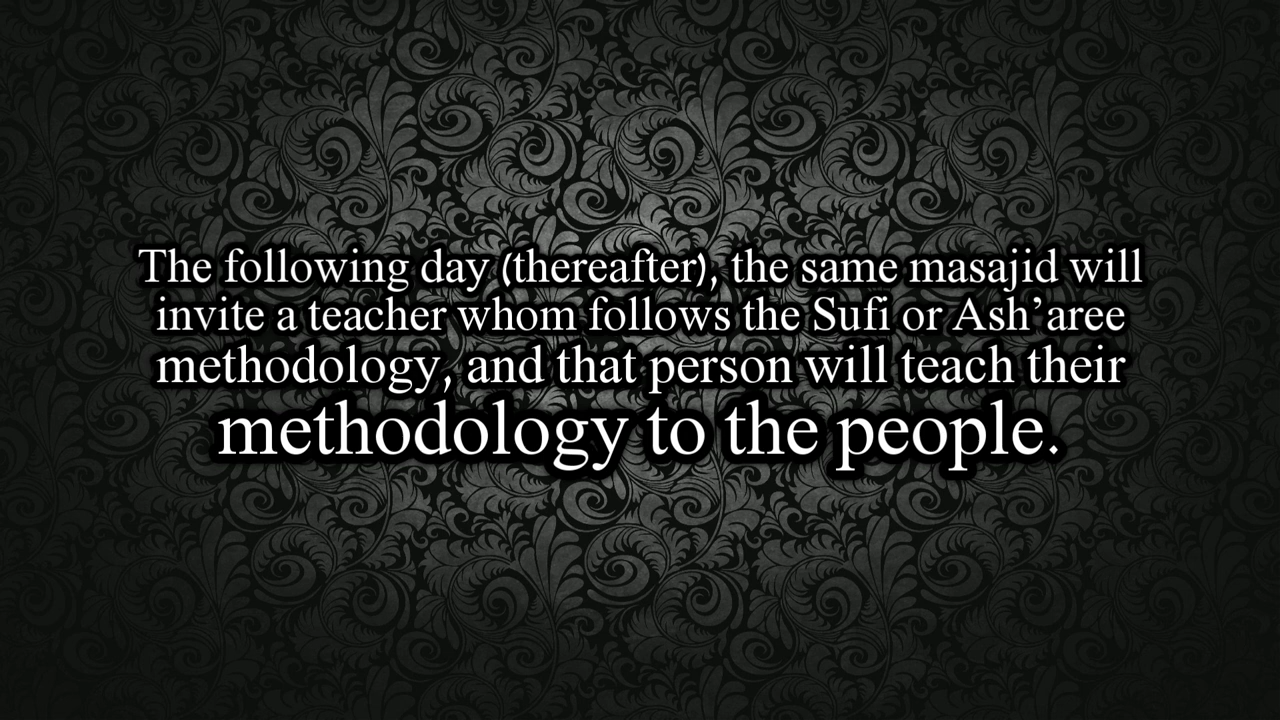 The following day (thereafter), the same masajid will
invite a teacher whom follows the Sufi or Ash’aree
methodology, and that person will teach their
methodology to the people.